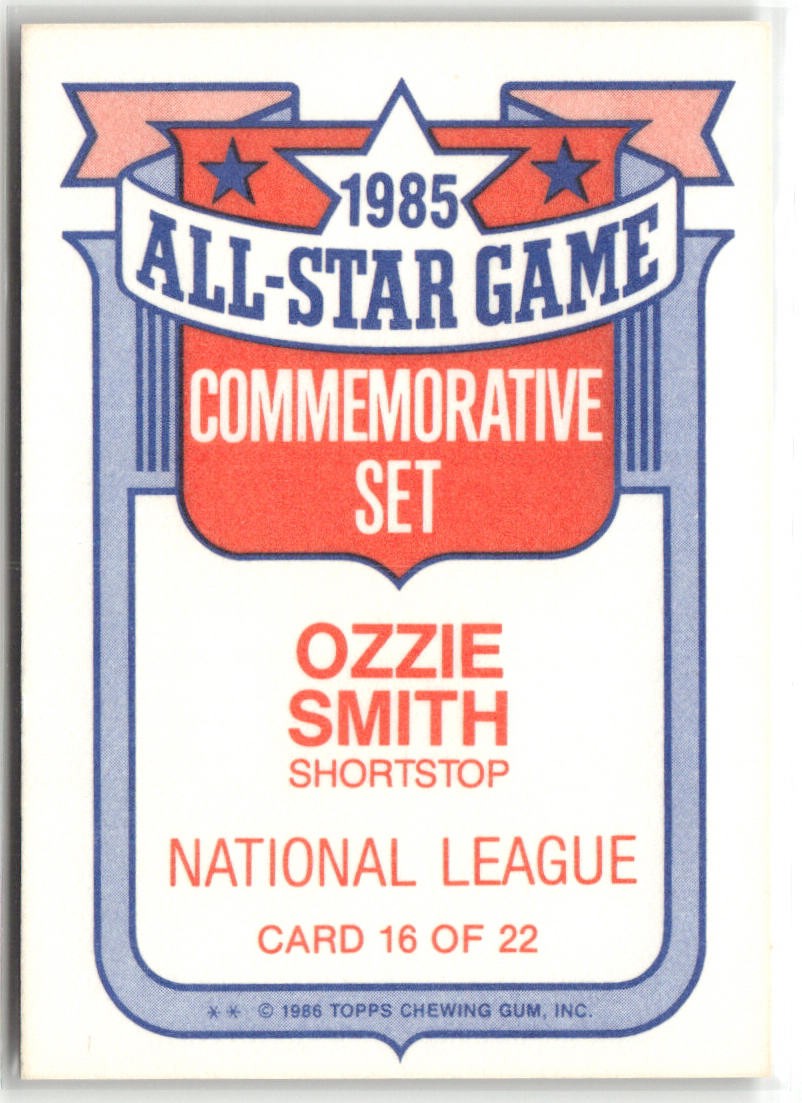 1985
ALL-STAR GAME
COMMEMORATIVE
SET
OZZIE
SMITH
SHORTSTOP
NATIONAL LEAGUE
CARD 16 OF 22
** © 1986 TOPPS CHEWING GUM, INC.